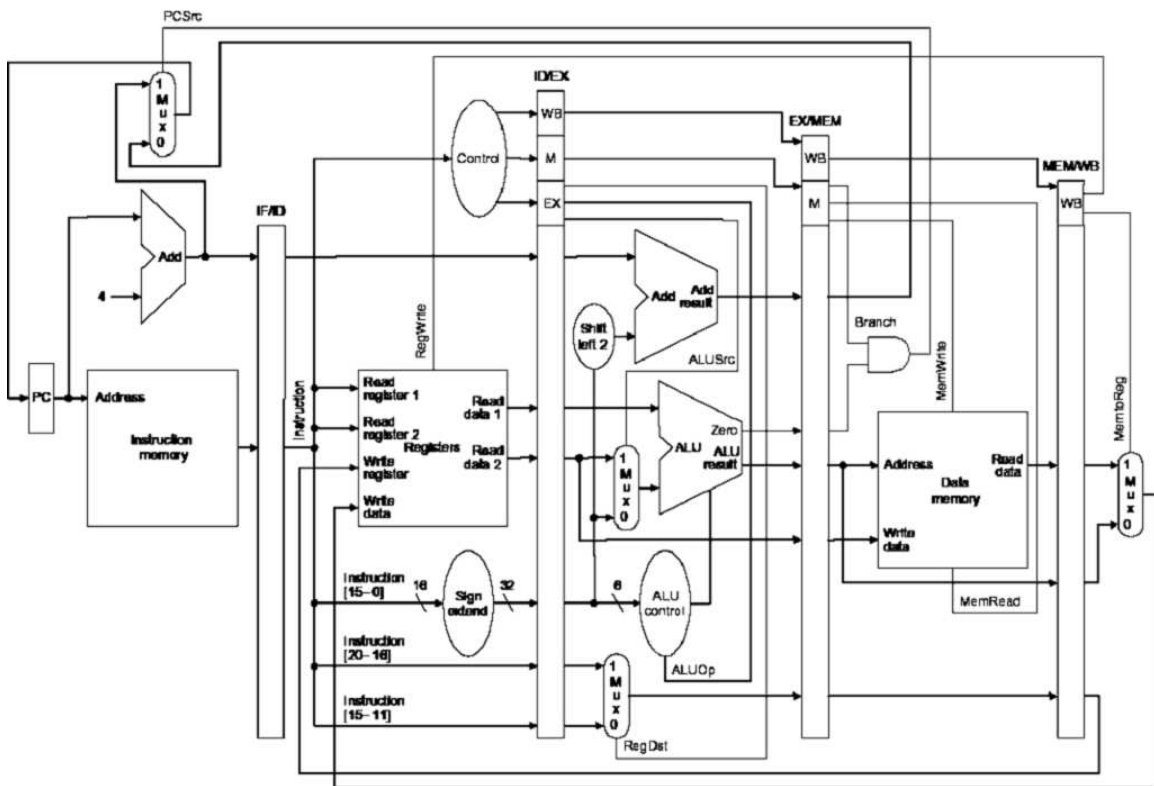 PCSrc
ID/EX
1
M
u
x
0
WB
EX/MEM
Control
M
WB
MEM/WB
IF/ID
EX
M
WB
Add
4
Add
Add
result
RegWrite
Shift
left 2
Branch
ALUSrc
MemWrite
MemtoReg
PC
Address
Instruction
memory
Instruction
Read
register 1
Read
data 1
Read
register 2
Registers
Read
data 2
Write
register
Write
data
Zero
ALU
ALU
result
1
M
u
x
0
Address
Read
data
Data
memory
Write
data
1
M
u
x
0
Instruction
[15–0]
16
Sign
extend
32
6
ALU
control
MemRead
Instruction
[20–16]
ALUOp
1
M
u
x
0
Instruction
[15–11]
RegDst